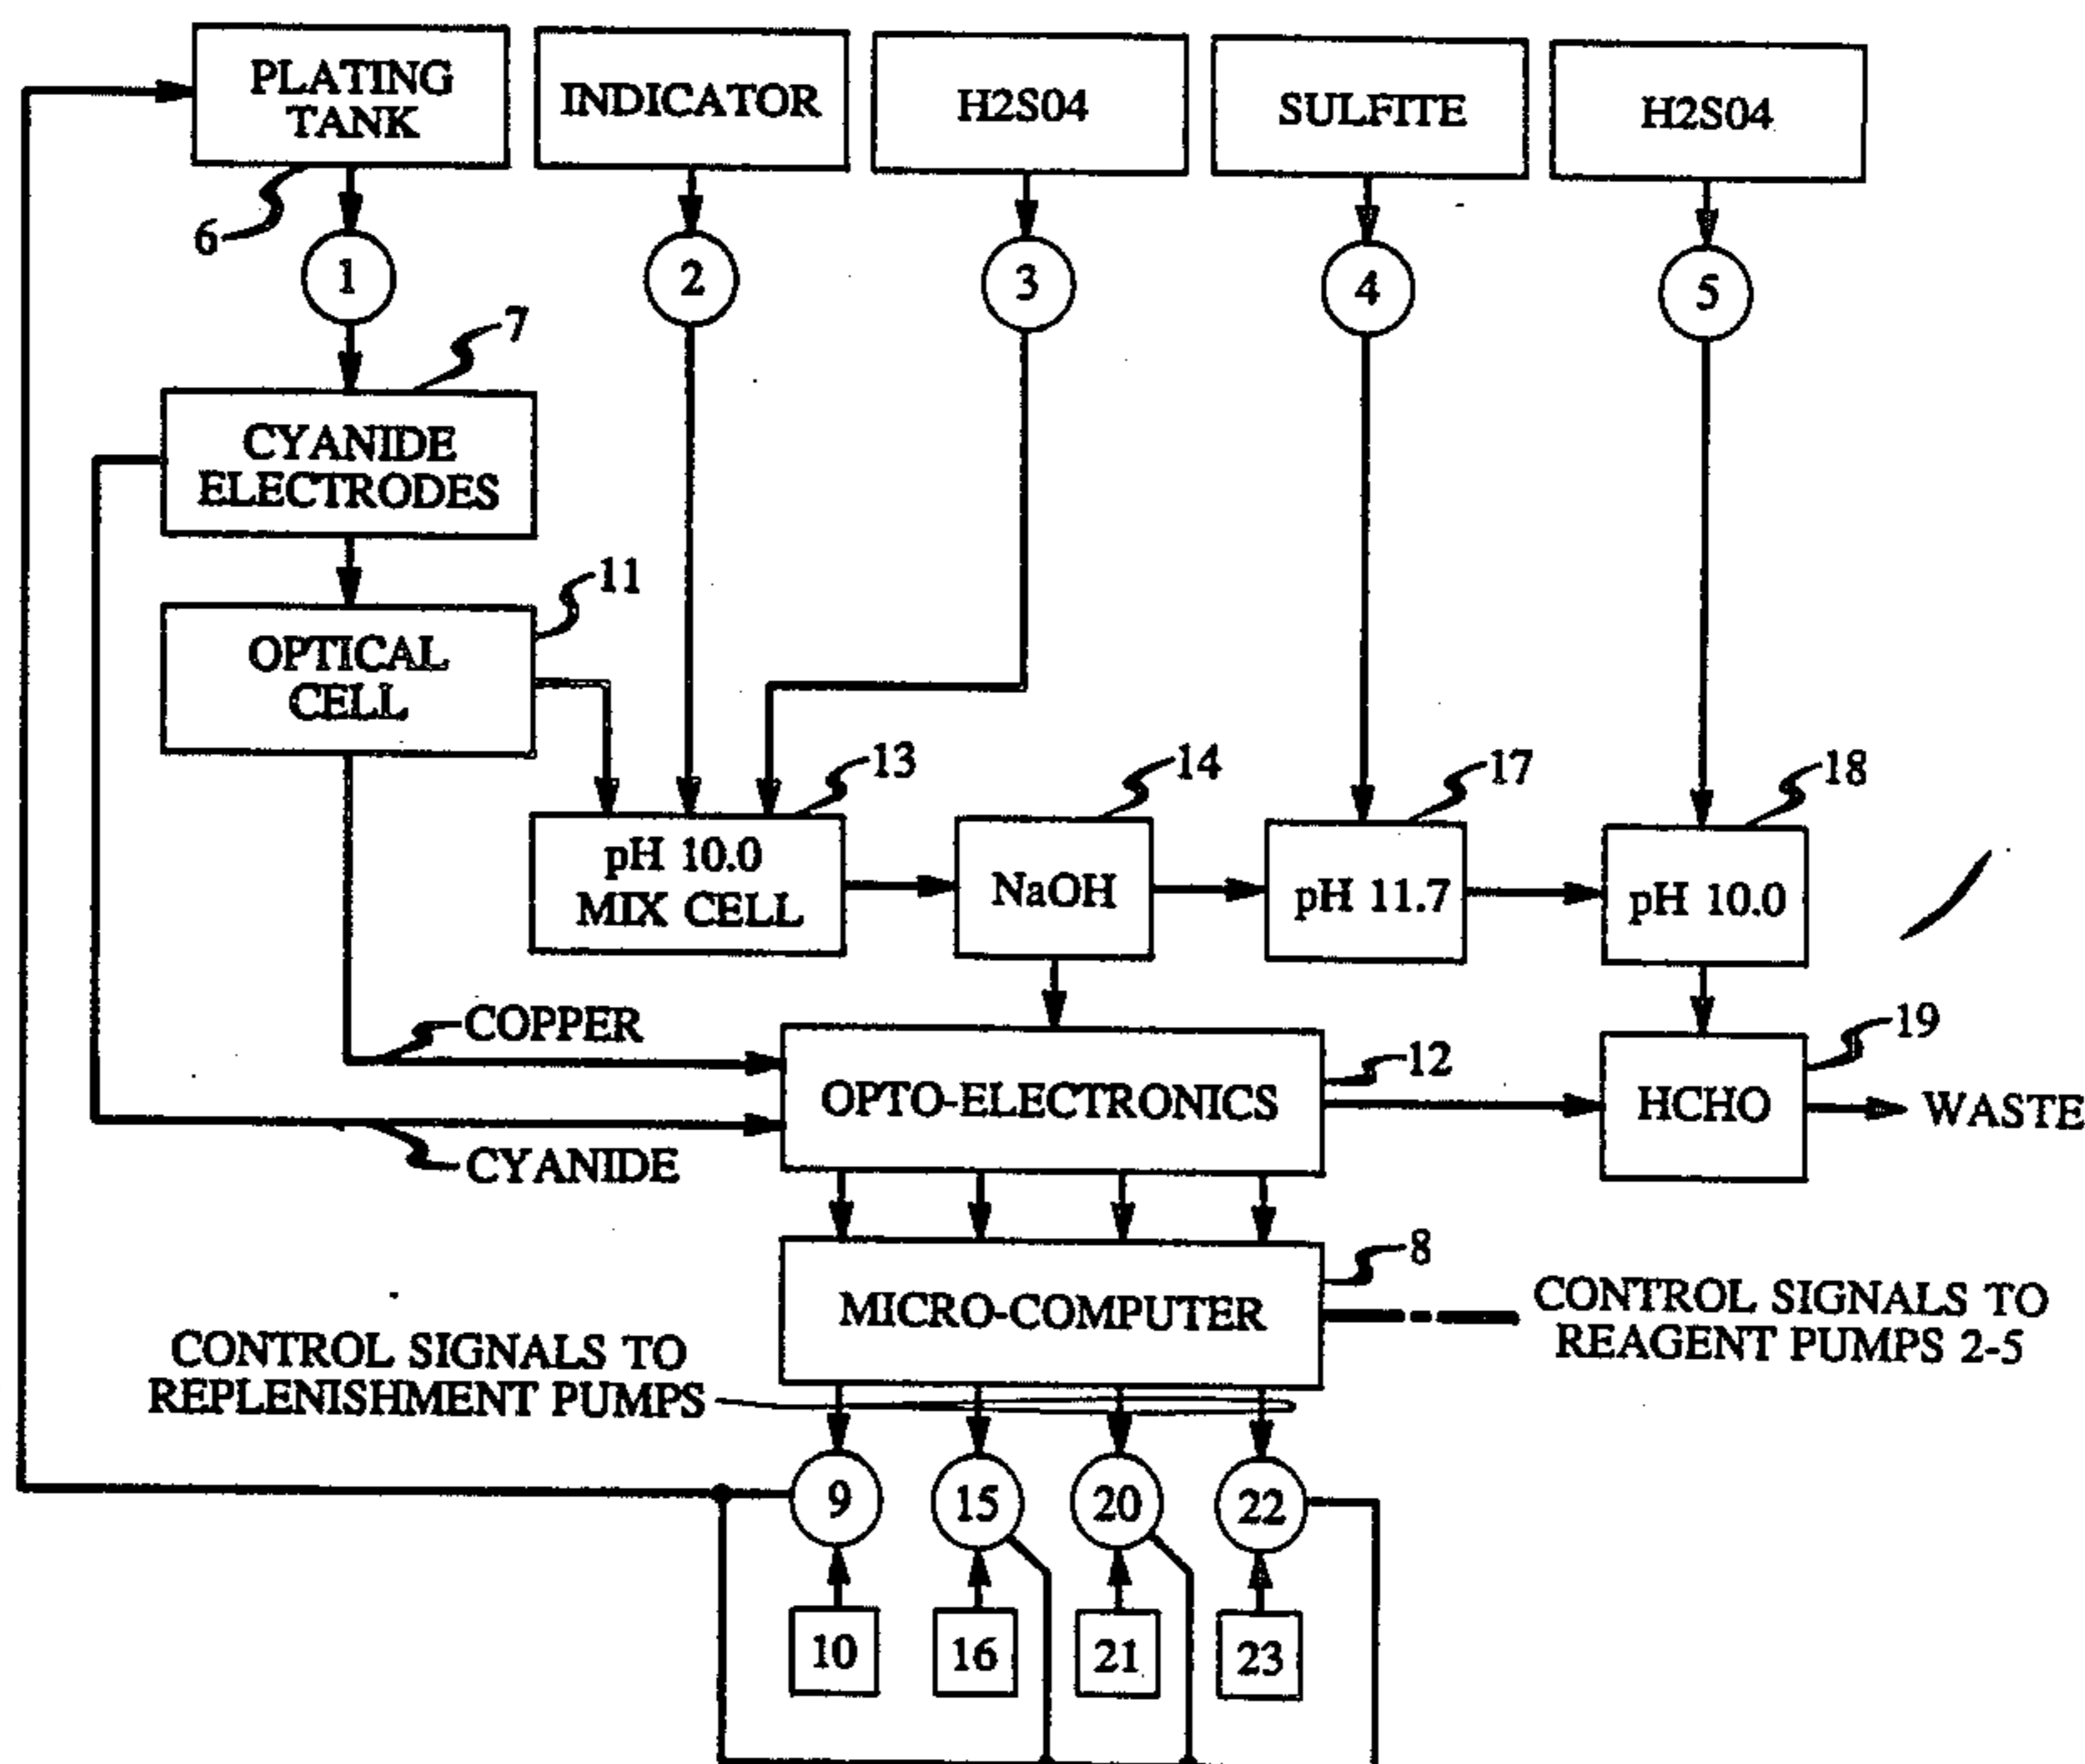 PLATING
TANK
INDICATOR
H2S04
SULFITE
H2S04
6
1
2
3
4
5
7
CYANIDE
ELECTRODES
11
OPTICAL
CELL
13
14
17
18
pH 10.0
MIX CELL
NaOH
pH 11.7
pH 10.0
COPPER
12
19
OPTO-ELECTRONICS
HCHO
WASTE
CYANIDE
8
MICRO-COMPUTER
CONTROL SIGNALS TO
REAGENT PUMPS 2-5
CONTROL SIGNALS TO
REPLENISHMENT PUMPS
9
15
20
22
10
16
21
23